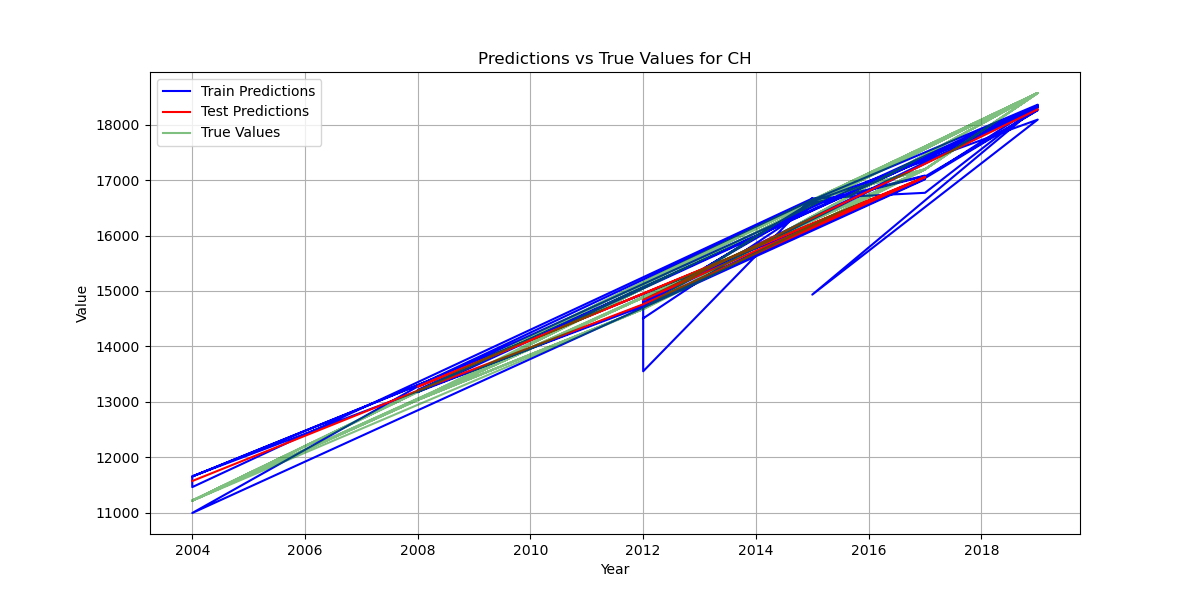 Predictions vs True Values for CH
Train Predictions
Test Predictions
True Values
Value
18000
17000
16000
15000
14000
13000
12000
11000
2004 2006 2008 2010 2012 2014 2016 2018
Year